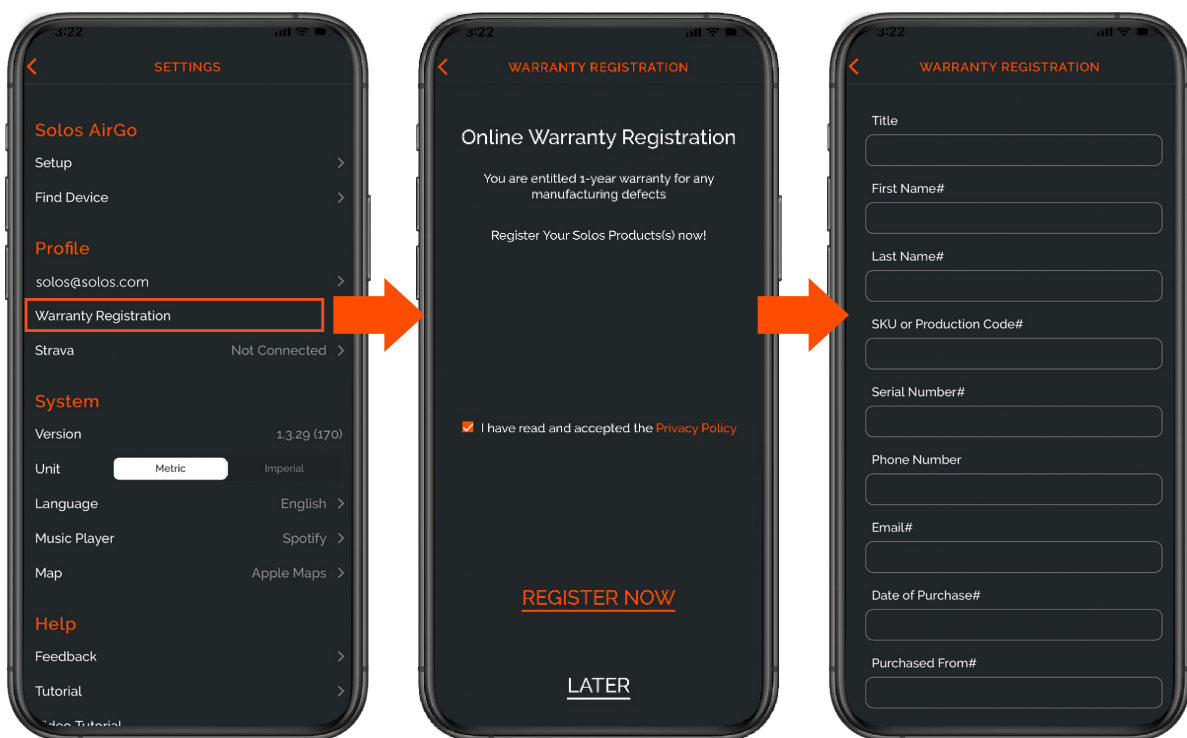 3:22
SETTINGS
Solos AirGo
Setup
Find Device
Profile
solos@solos.com
Warranty Registration
Strava Not Connected
System
Version 1.3.29 (170)
Unit Metric Imperial
Language English
Music Player Spotify
Map Apple Maps
Help
Feedback
Tutorial
Video Tutorial
3:22
WARRANTY REGISTRATION
Online Warranty Registration
You are entitled 1-year warranty for any
manufacturing defects
Register Your Solos Products(s) now!
I have read and accepted the Privacy Policy
REGISTER NOW
LATER
3:22
WARRANTY REGISTRATION
Title
First Name#
Last Name#
SKU or Production Code#
Serial Number#
Phone Number
Email#
Date of Purchase#
Purchased From#